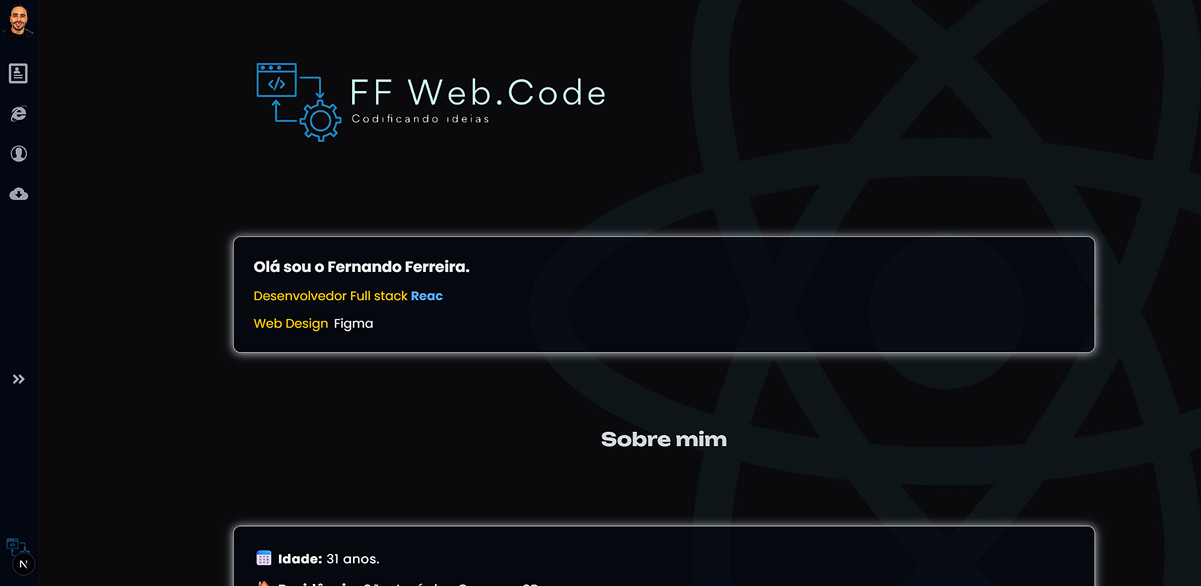 </>
FF Web.Code
Codificando ideias
Olá sou o Fernando Ferreira.
Desenvolvedor Full stack Reac
Web Design Figma
Sobre mim
Idade: 31 anos.
N